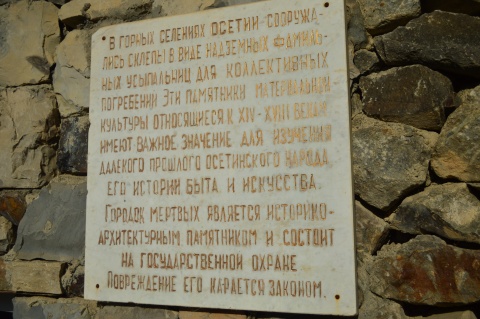 В ГОРНЫХ СЕЛЕНИЯХ ОСЕТИИ СООРУЖА-
ЛИСЬ СКЛЕПЫ В ВИДЕ НАДЗЕМНЫХ ФАМИЛЬ-
НЫХ УСЫПАЛЬНИЦ ДЛЯ КОЛЛЕКТИВНЫХ
ПОГРЕБЕНИЙ ЭТИ ПАМЯТНИКИ МАТЕРИАЛЬНОЙ
КУЛЬТУРЫ ОТНОСЯЩИЕСЯ К XIV-XVIII ВЕКАМ
ИМЕЮТ ВАЖНОЕ ЗНАЧЕНИЕ ДЛЯ ИЗУЧЕНИЯ
ДАЛЕКОГО ПРОШЛОГО ОСЕТИНСКОГО НАРОДА,
ЕГО ИСТОРИИ БЫТА И ИСКУССТВА.
ГОРОДОК МЕРТВЫХ ЯВЛЯЕТСЯ ИСТОРИКО-
АРХИТЕКТУРНЫМ ПАМЯТНИКОМ И СОСТОИТ
НА ГОСУДАРСТВЕННОЙ ОХРАНЕ
ПОВРЕЖДЕНИЕ ЕГО КАРАЕТСЯ ЗАКОНОМ.